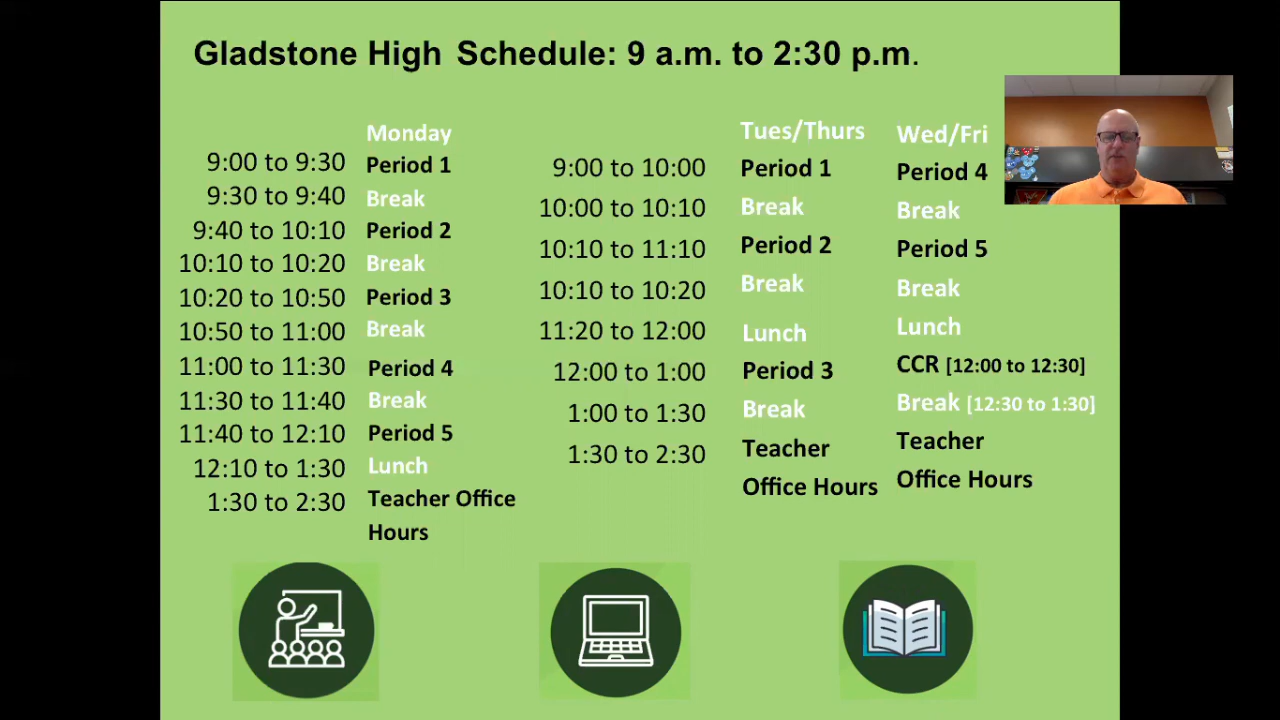 Gladstone High Schedule: 9 a.m. to 2:30 p.m.
Monday
9:00 to 9:30 Period 1
9:30 to 9:40 Break
9:40 to 10:10 Period 2
10:10 to 10:20 Break
10:20 to 10:50 Period 3
10:50 to 11:00 Break
11:00 to 11:30 Period 4
11:30 to 11:40 Break
11:40 to 12:10 Period 5
12:10 to 1:30 Lunch
1:30 to 2:30 Teacher Office
Hours
Tues/Thurs Wed/Fri
9:00 to 10:00 Period 1 Period 4
10:00 to 10:10 Break Break
10:10 to 11:10 Period 2 Period 5
10:10 to 10:20 Break Break
11:20 to 12:00 Lunch Lunch
12:00 to 1:00 Period 3 CCR [12:00 to 12:30]
1:00 to 1:30 Break Break [12:30 to 1:30]
1:30 to 2:30 Teacher Teacher
Office Hours Office Hours